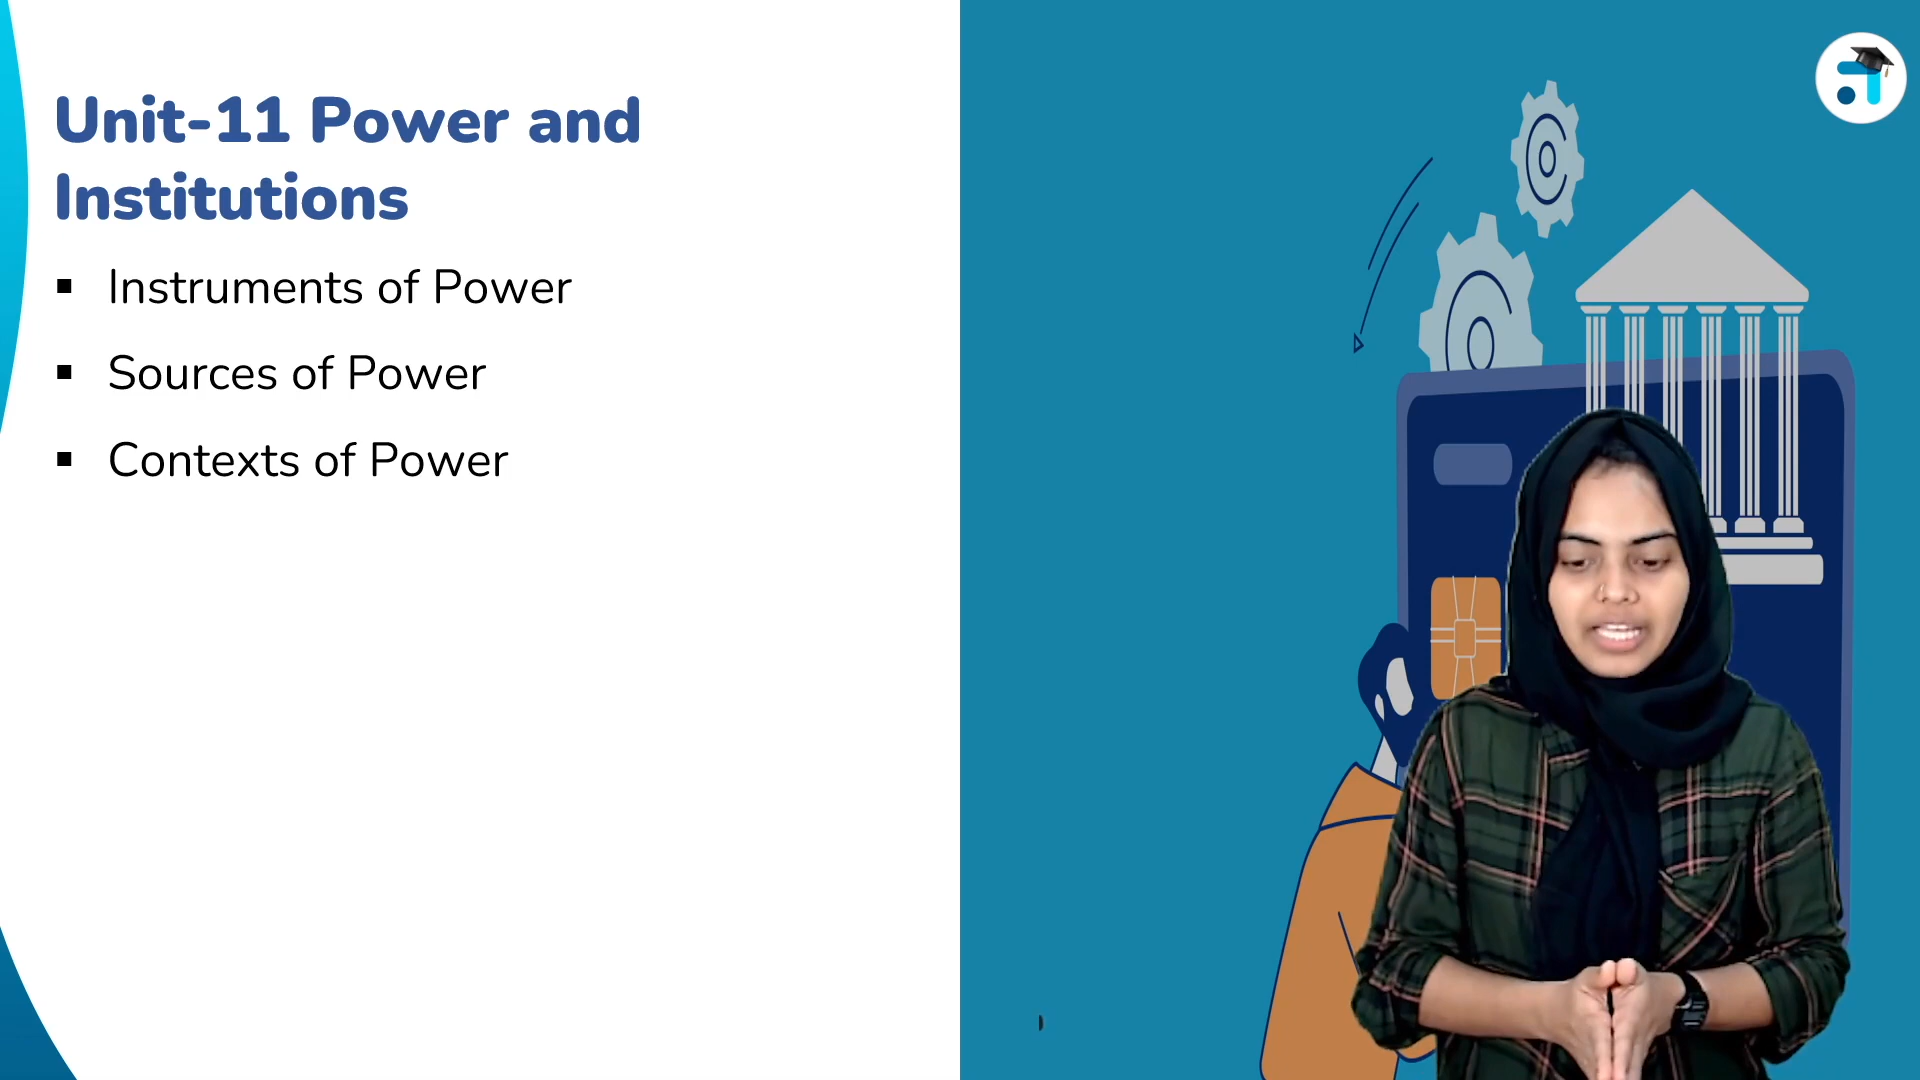 Unit-11 Power and
Institutions
▪ Instruments of Power
▪ Sources of Power
▪ Contexts of Power